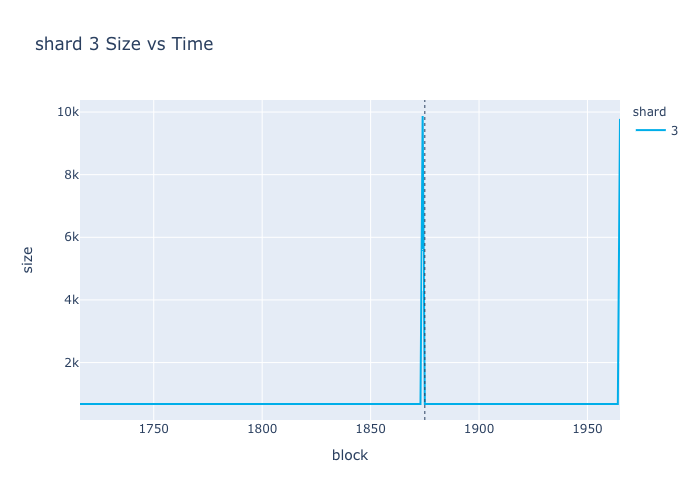 shard 3 Size vs Time
shard
3
10k
8k
6k
4k
2k
size
1750
1800
1850
1900
1950
block